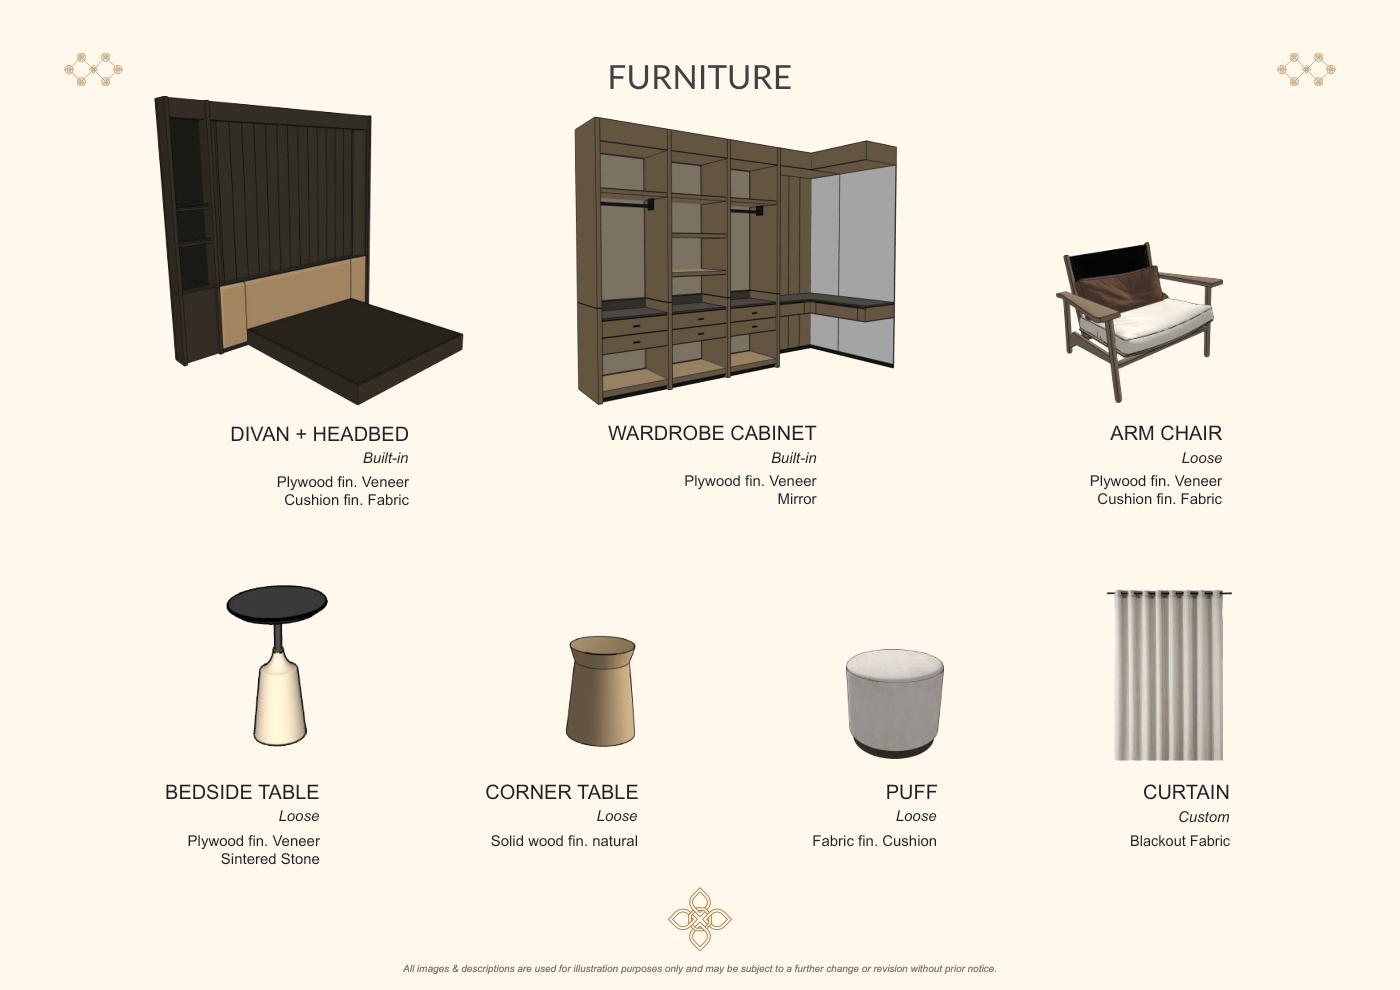 FURNITURE
DIVAN + HEADBED
Built-in
Plywood fin. Veneer
Cushion fin. Fabric
WARDROBE CABINET
Built-in
Plywood fin. Veneer
Mirror
ARM CHAIR
Loose
Plywood fin. Veneer
Cushion fin. Fabric
BEDSIDE TABLE
Loose
Plywood fin. Veneer
Sintered Stone
CORNER TABLE
Loose
Solid wood fin. natural
PUFF
Loose
Fabric fin. Cushion
CURTAIN
Custom
Blackout Fabric
All images & descriptions are used for illustration purposes only and may be subject to a further change or revision without prior notice.